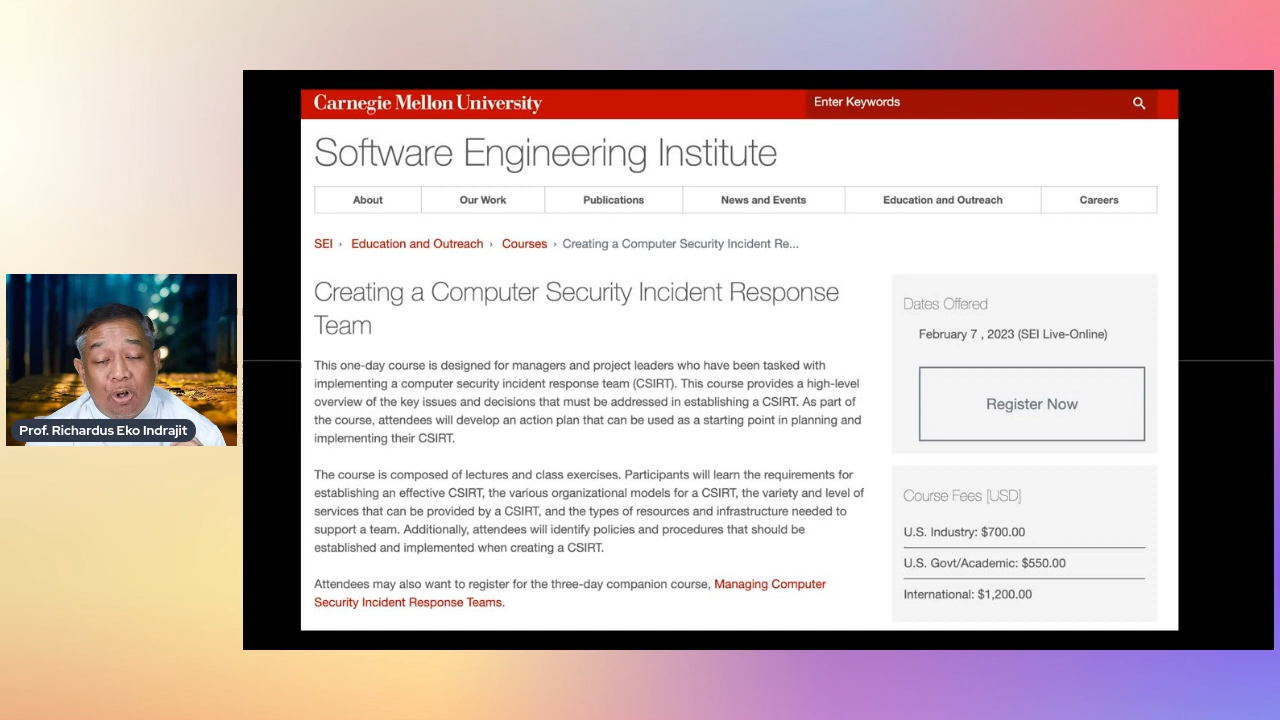 Carnegie Mellon University
Enter Keywords
Software Engineering Institute
About
Our Work
Publications
News and Events
Education and Outreach
Careers
SEI › Education and Outreach › Courses › Creating a Computer Security Incident Re...
Creating a Computer Security Incident Response
Team
This one-day course is designed for managers and project leaders who have been tasked with
implementing a computer security incident response team (CSIRT). This course provides a high-level
overview of the key issues and decisions that must be addressed in establishing a CSIRT. As part of
the course, attendees will develop an action plan that can be used as a starting point in planning and
implementing their CSIRT.
The course is composed of lectures and class exercises. Participants will learn the requirements for
establishing an effective CSIRT, the various organizational models for a CSIRT, the variety and level of
services that can be provided by a CSIRT, and the types of resources and infrastructure needed to
support a team. Additionally, attendees will identify policies and procedures that should be
established and implemented when creating a CSIRT.
Attendees may also want to register for the three-day companion course, Managing Computer
Security Incident Response Teams.
Dates Offered
February 7 , 2023 (SEI Live-Online)
Register Now
Course Fees [USD]
U.S. Industry: $700.00
U.S. Govt/Academic: $550.00
International: $1,200.00
Prof. Richardus Eko Indrajit